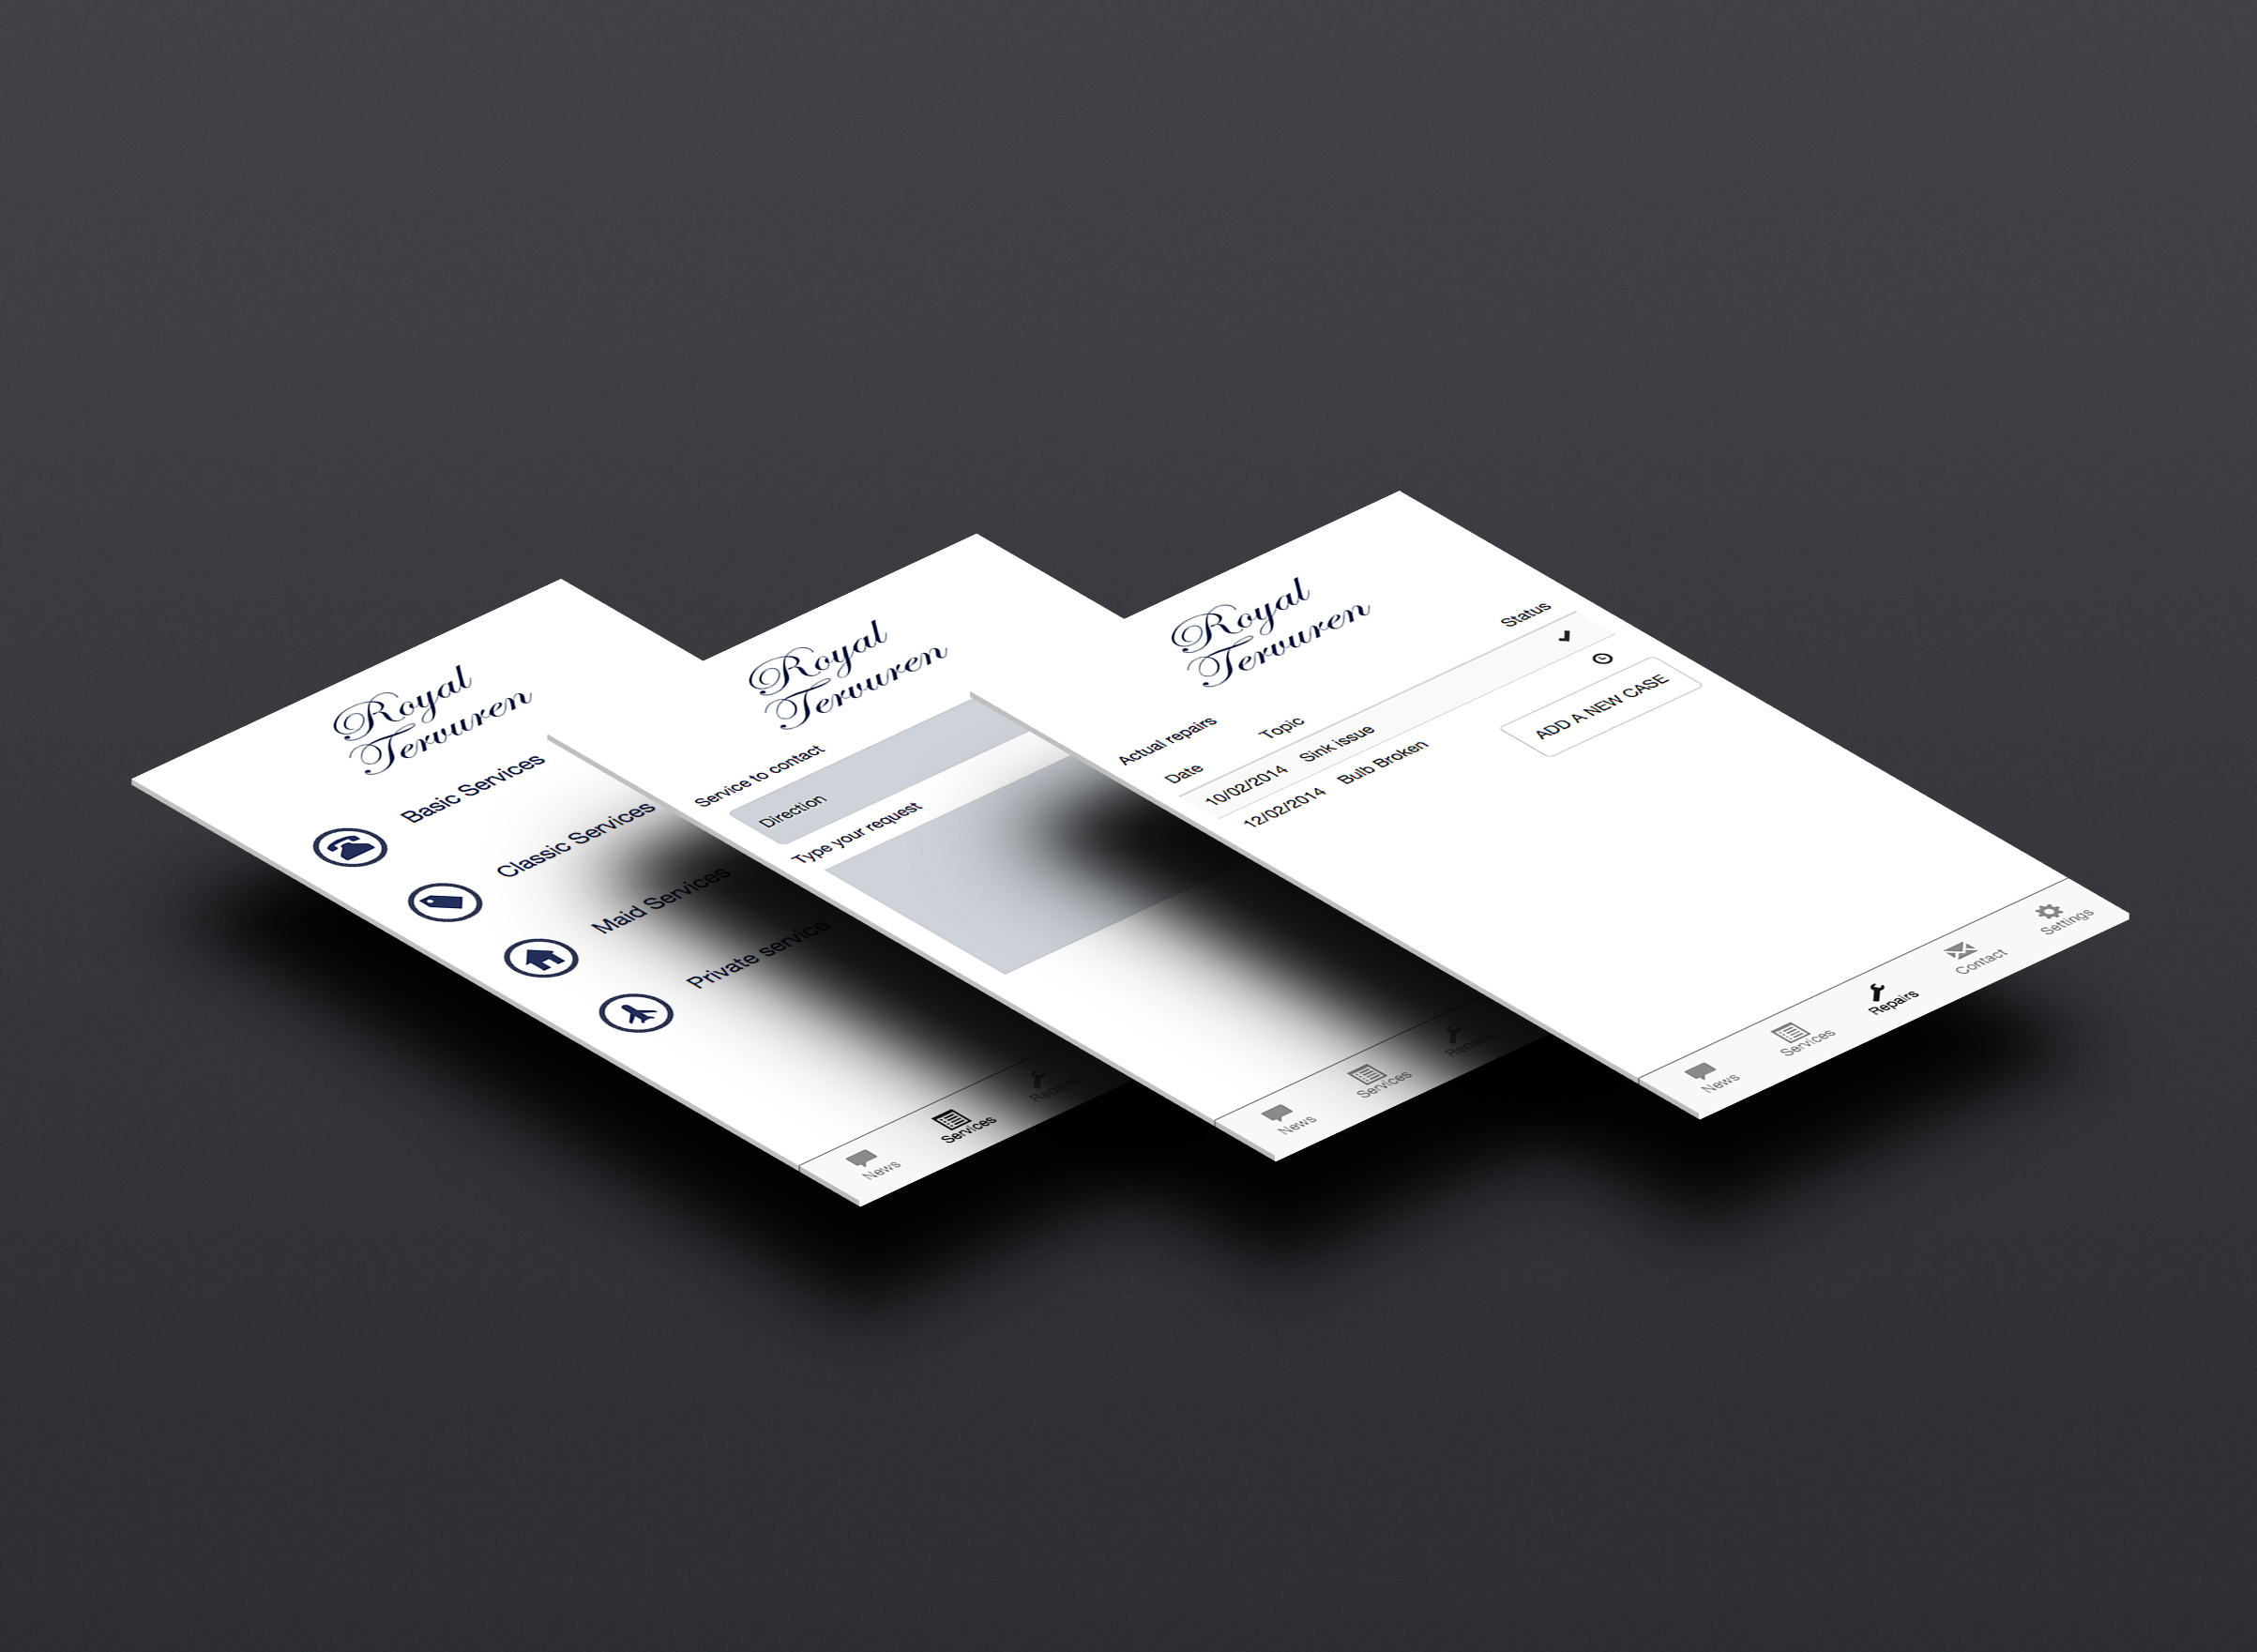 Royal
Tervuren
Basic Services
Classic Services
Maid Services
Private service
News
Services
Repairs
Royal
Tervuren
Service to contact
Direction
Type your request
News
Services
Repairs
Royal
Tervuren
Actual repairs
Date Topic Status
10/02/2014 Sink issue
12/02/2014 Bulb Broken
ADD A NEW CASE
News
Services
Repairs
Contact
Settings